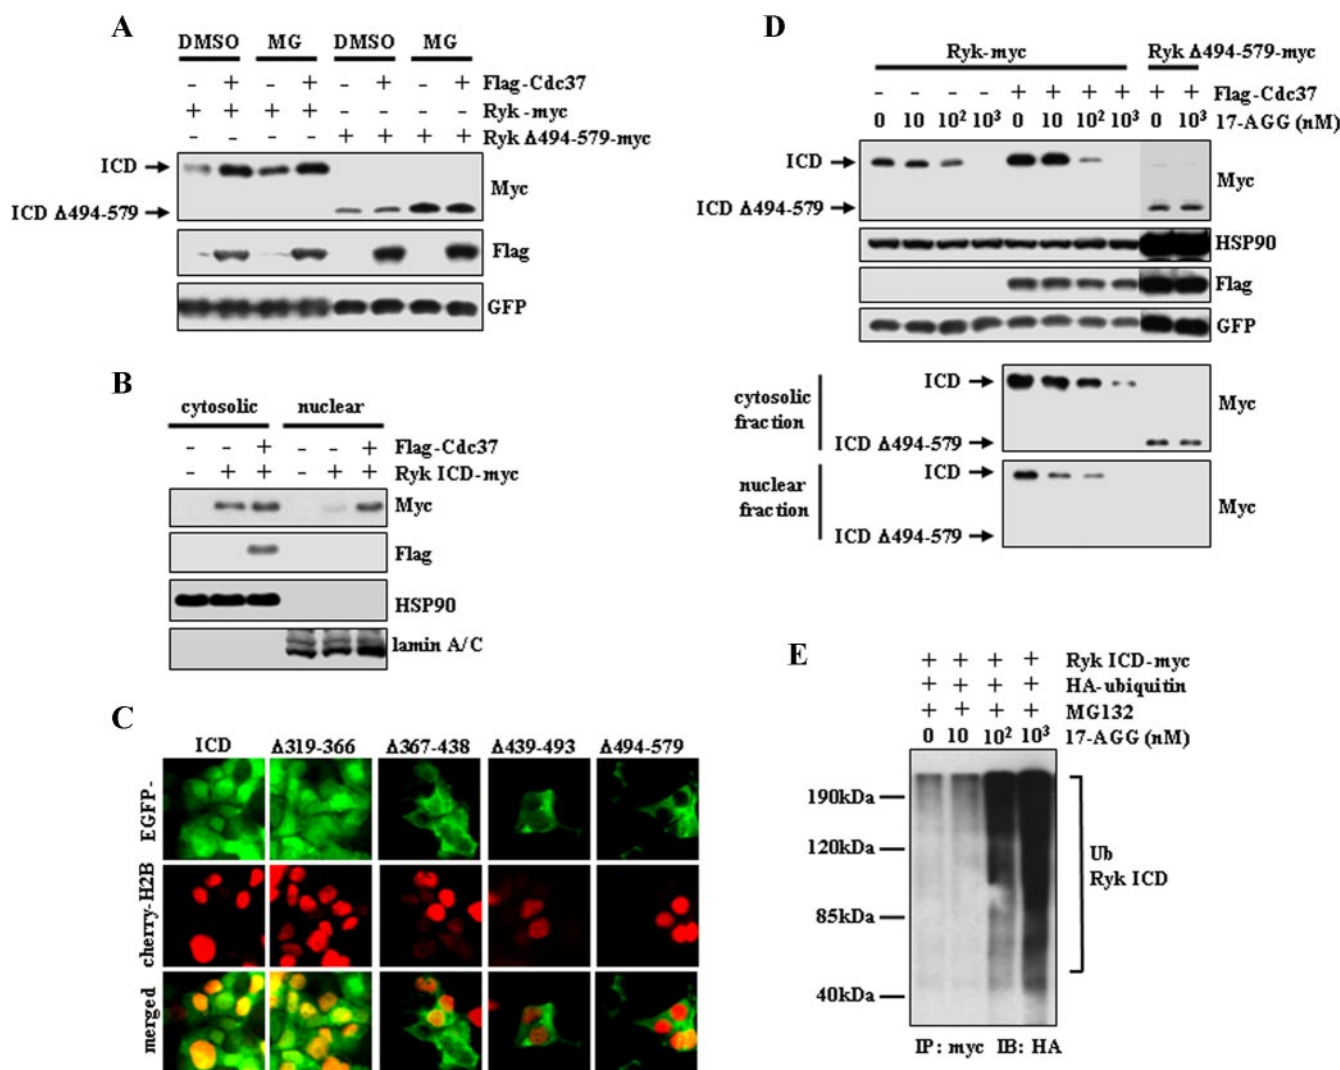 A
DMSO MG DMSO MG
- + - + - + - + Flag-Cdc37
+ + + + - - - - Ryk-myc
- - - - + + + + Ryk Δ494-579-myc
ICD
Myc
ICD Δ494-579
Flag
GFP
B
cytosolic nuclear
- - + - - + Flag-Cdc37
- + + - + + Ryk ICD-myc
Myc
Flag
HSP90
lamin A/C
C
ICD Δ319-366 Δ367-438 Δ439-493 Δ494-579
EGFP-
cherry-H2B
merged
D
Ryk-myc Ryk Δ494-579-myc
- - - - + + + + + + Flag-Cdc37
0 10 10² 10³ 0 10 10² 10³ 0 10³ 17-AGG (nM)
ICD
Myc
ICD Δ494-579
HSP90
Flag
GFP
cytosolic
fraction
ICD
Myc
ICD Δ494-579
nuclear
fraction
ICD
Myc
ICD Δ494-579
E
+ + + + Ryk ICD-myc
+ + + + HA-ubiquitin
+ + + + MG132
0 10 10² 10³ 17-AGG (nM)
190kDa
120kDa
85kDa
40kDa
Ub
Ryk ICD
IP: myc IB: HA